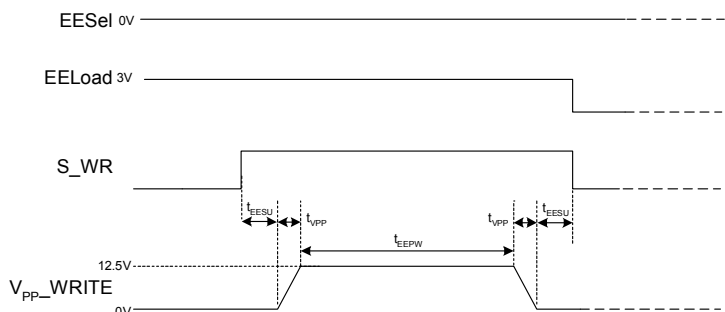 EESel 0V
EELoad 3V
S_WR
tEESU tVPP tVPP tEESU
tEEPW
12.5V
VPP_WRITE
0V